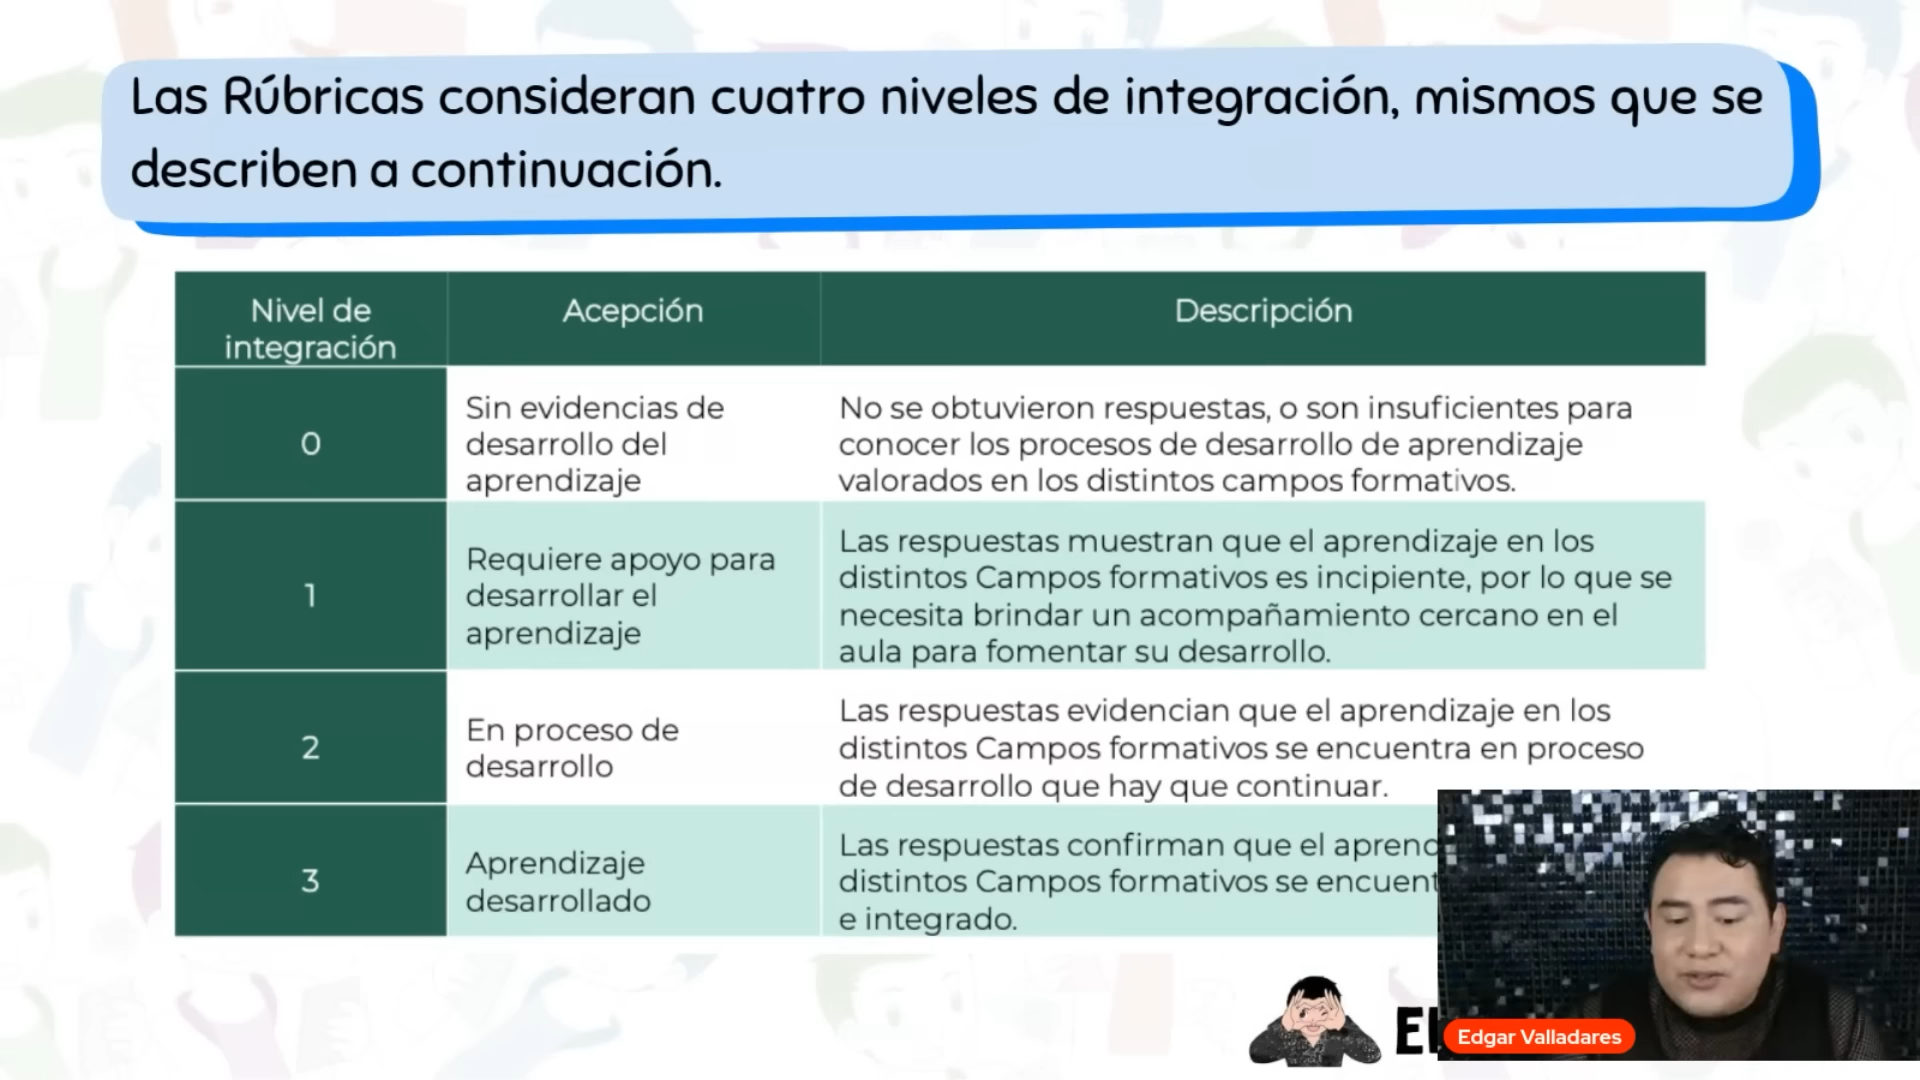 Las Rúbricas consideran cuatro niveles de integración, mismos que se
describen a continuación.
Nivel de
integración
Acepción
Descripción
0
Sin evidencias de
desarrollo del
aprendizaje
No se obtuvieron respuestas, o son insuficientes para
conocer los procesos de desarrollo de aprendizaje
valorados en los distintos campos formativos.
1
Requiere apoyo para
desarrollar el
aprendizaje
Las respuestas muestran que el aprendizaje en los
distintos Campos formativos es incipiente, por lo que se
necesita brindar un acompañamiento cercano en el
aula para fomentar su desarrollo.
2
En proceso de
desarrollo
Las respuestas evidencian que el aprendizaje en los
distintos Campos formativos se encuentra en proceso
de desarrollo que hay que continuar.
3
Aprendizaje
desarrollado
Las respuestas confirman que el
distintos Campos formativos se
e integrado.
Edgar Valladares